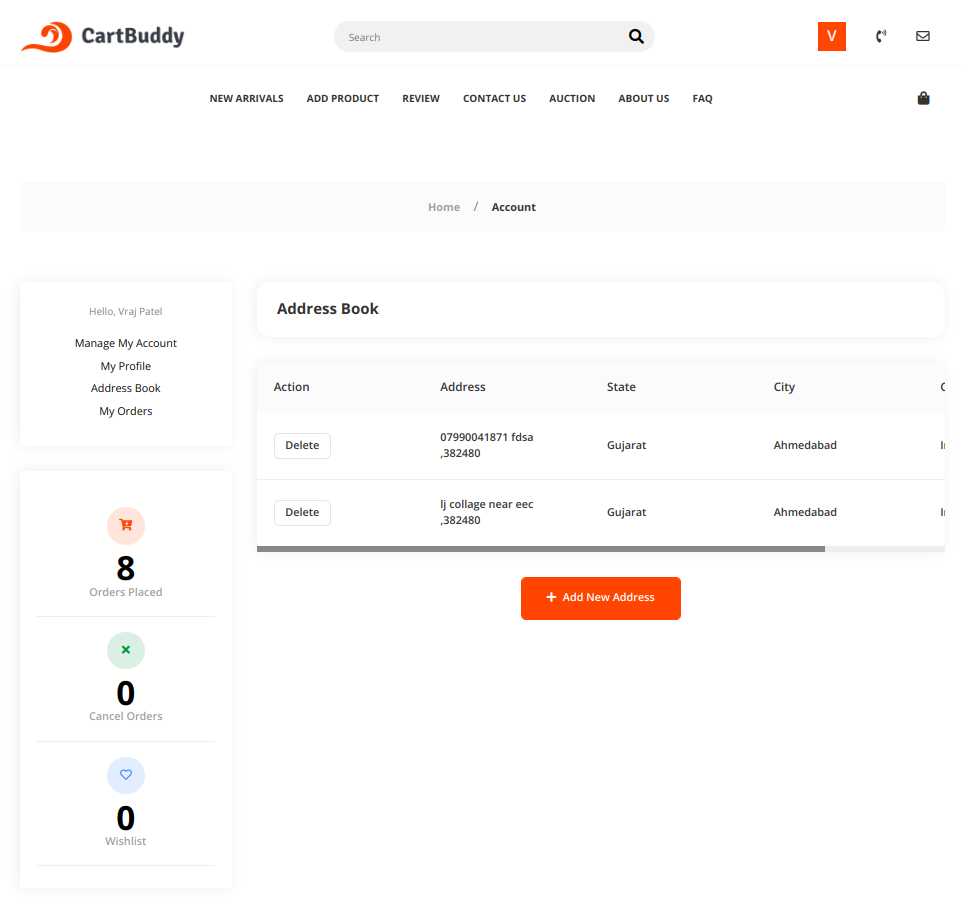 CartBuddy
Search
V
NEW ARRIVALS ADD PRODUCT REVIEW CONTACT US AUCTION ABOUT US FAQ
Home / Account
Hello, Vraj Patel
Manage My Account
My Profile
Address Book
My Orders
8
Orders Placed
0
Cancel Orders
0
Wishlist
Address Book
Action Address State City
Delete 07990041871 fdsa Gujarat Ahmedabad
,382480
Delete lj collage near eec Gujarat Ahmedabad
,382480
Add New Address